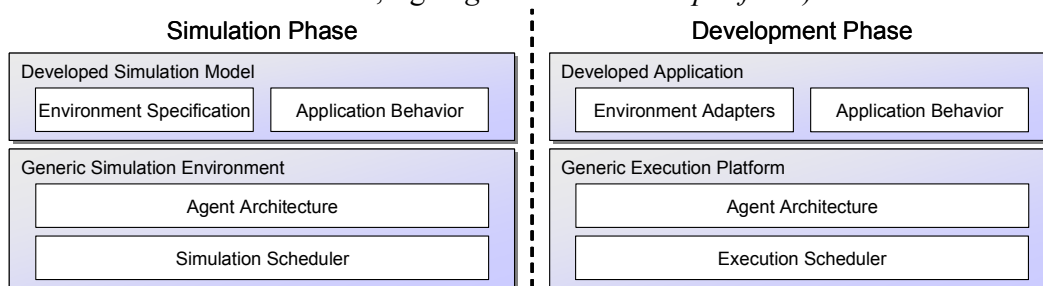 Simulation Phase
Development Phase
Developed Simulation Model
Environment Specification
Application Behavior
Developed Application
Environment Adapters
Application Behavior
Generic Simulation Environment
Agent Architecture
Simulation Scheduler
Generic Execution Platform
Agent Architecture
Execution Scheduler